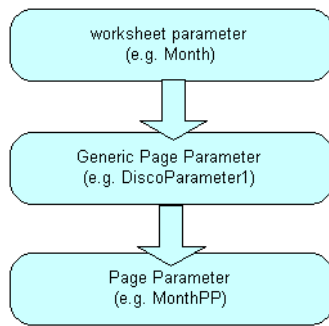 worksheet parameter
(e.g. Month)
Generic Page Parameter
(e.g. DiscoParameter1)
Page Parameter
(e.g. MonthPP)